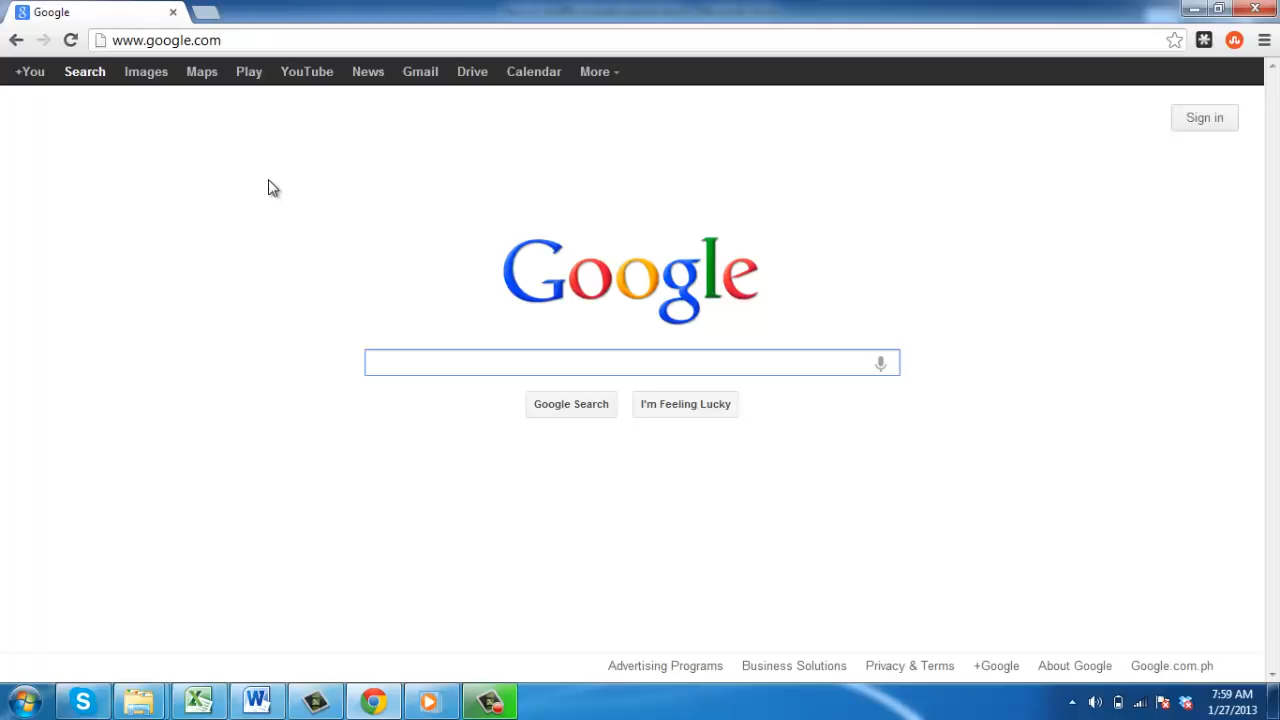 Google
www.google.com
+You Search Images Maps Play YouTube News Gmail Drive Calendar More
Sign in
Google
Google Search I'm Feeling Lucky
Advertising Programs Business Solutions Privacy & Terms +Google About Google Google.com.ph
7:59 AM
1/27/2013